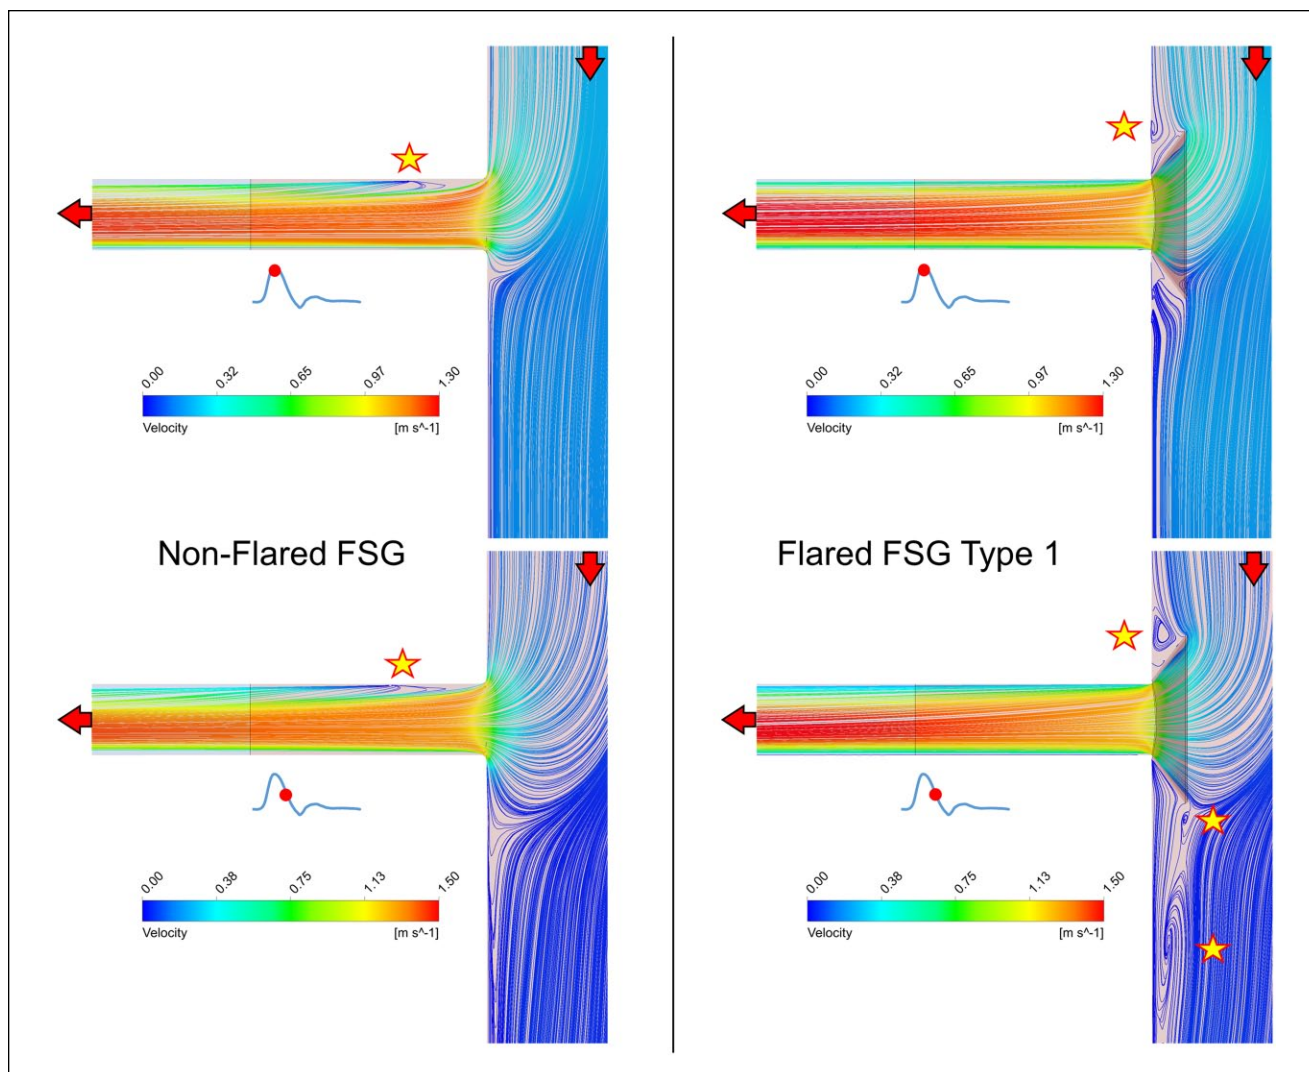 0.00 0.32 0.65 0.97 1.30
Velocity [m s^-1]
0.00 0.32 0.65 0.97 1.30
Velocity [m s^-1]
Non-Flared FSG
Flared FSG Type 1
0.00 0.38 0.75 1.13 1.50
Velocity [m s^-1]
0.00 0.38 0.75 1.13 1.50
Velocity [m s^-1]